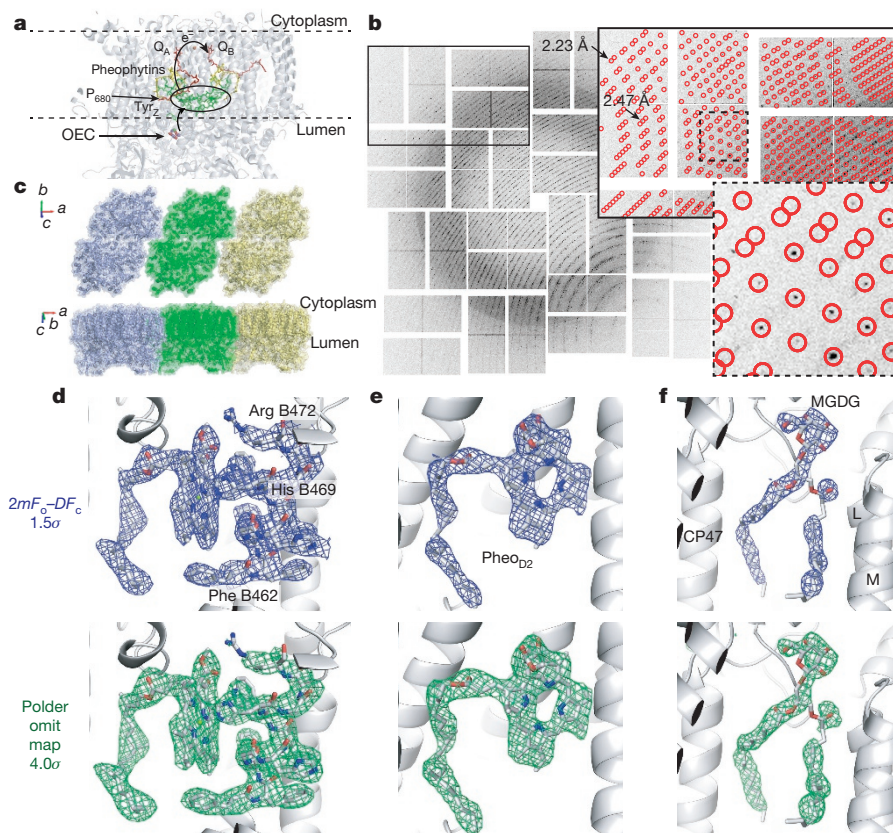 a
Cytoplasm
Q_A
e⁻
Q_B
Pheophytins
P₆₈₀
Tyr_Z
Lumen
OEC
b
2.23 Å
2.47 Å
c
b
a
c
Cytoplasm
a
c
b
Lumen
d
Arg B472
His B469
Phe B462
2mF_o–DF_c
1.5σ
e
Pheo_D2
f
MGDG
CP47
L
M
Polder
omit
map
4.0σ